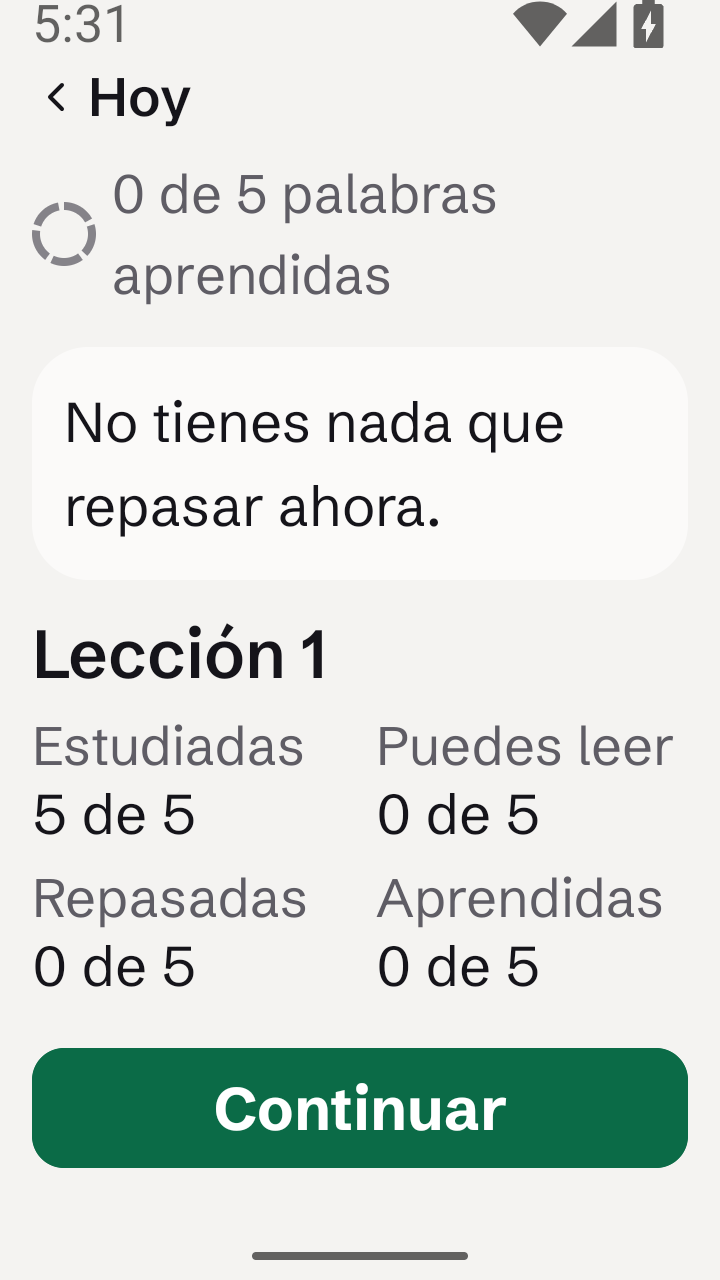 5:31
Hoy
0 de 5 palabras
aprendidas
No tienes nada que
repasar ahora.
Lección 1
Estudiadas
5 de 5
Puedes leer
0 de 5
Repasadas
0 de 5
Aprendidas
0 de 5
Continuar